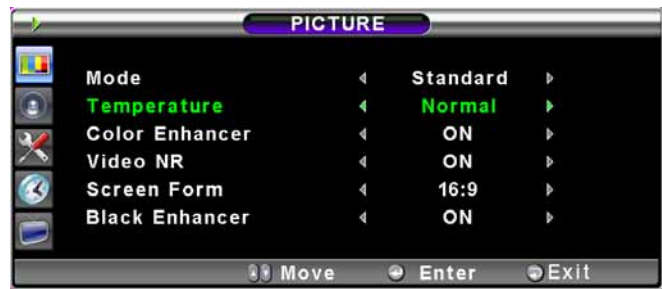 PICTURE
Mode Standard
Temperature Normal
Color Enhancer ON
Video NR ON
Screen Form 16:9
Black Enhancer ON
Move Enter Exit